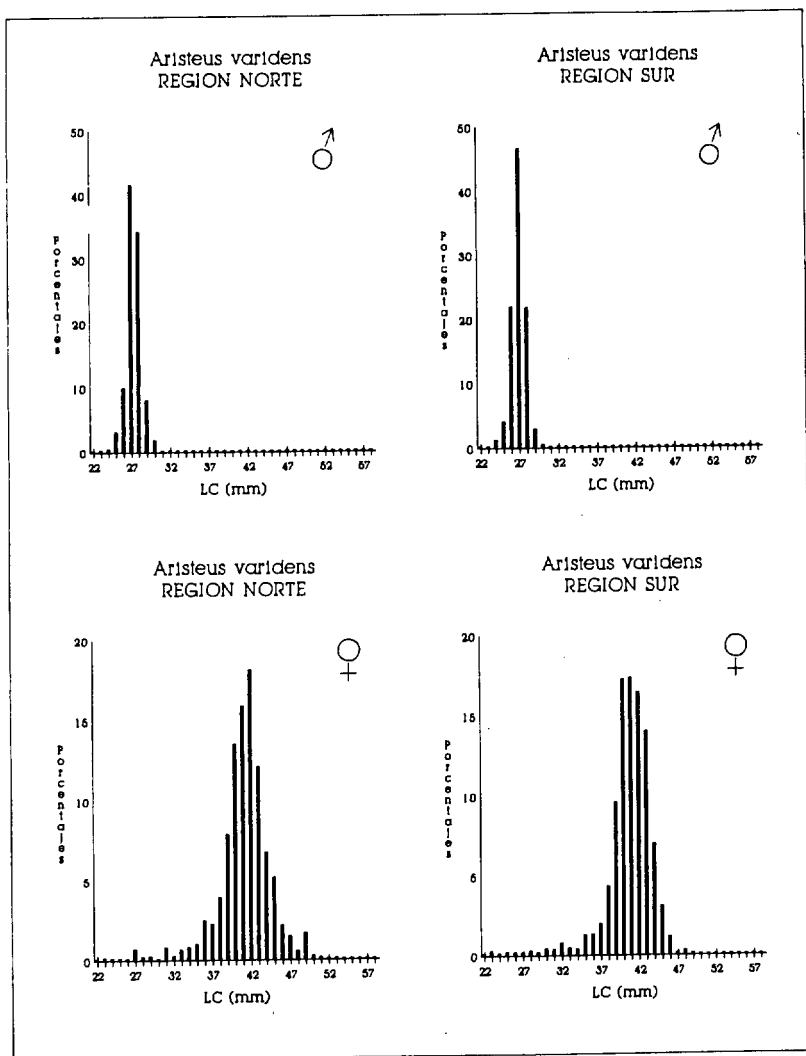 Aristeus varidens
REGION NORTE
♂
50
40
30
20
10
0
Porcentales
22 27 32 37 42 47 52 57
LC (mm)
Aristeus varidens
REGION SUR
♂
50
40
30
20
10
0
Porcentales
22 27 32 37 42 47 52 57
LC (mm)
Aristeus varidens
REGION NORTE
♀
20
15
10
5
0
Porcentales
22 27 32 37 42 47 52 57
LC (mm)
Aristeus varidens
REGION SUR
♀
20
15
10
5
0
Porcentales
22 27 32 37 42 47 52 57
LC (mm)